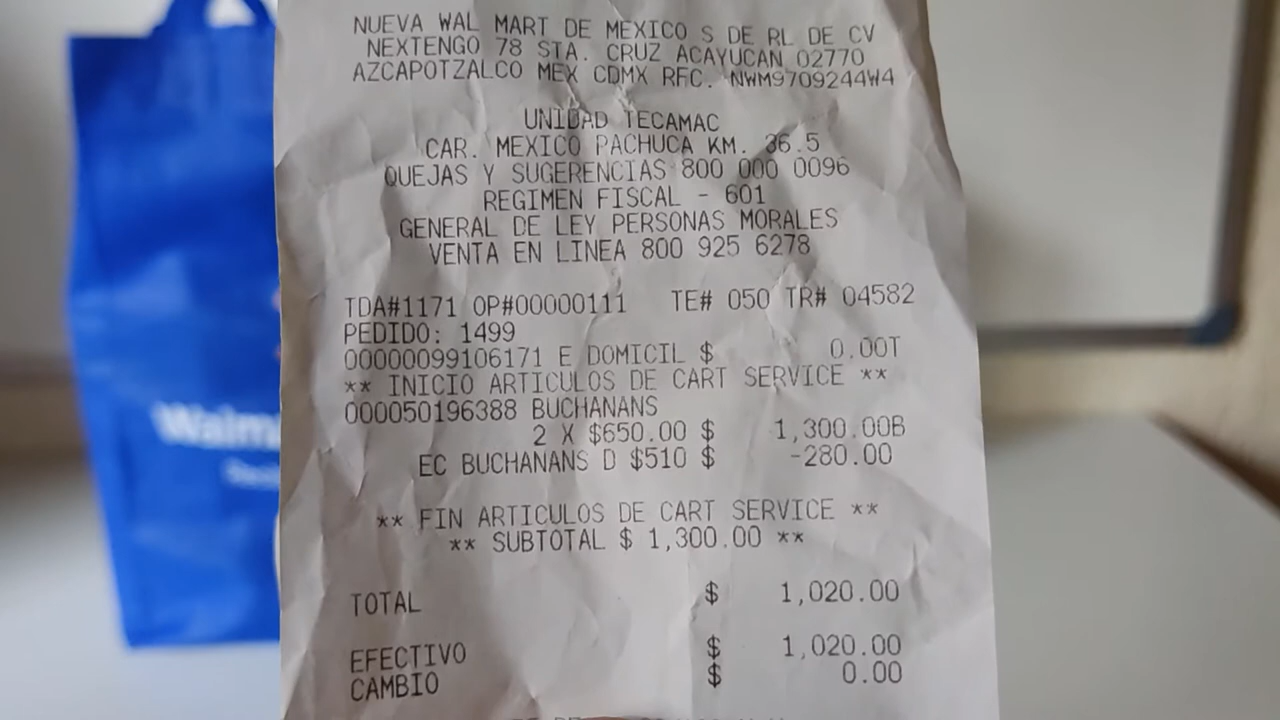 NUEVA WAL MART DE MEXICO S DE RL DE CV
NEXTENGO 78 STA. CRUZ ACAYUCAN 02770
AZCAPOTZALCO MEX CDMX RFC. NWM9709244W4
UNIDAD TECAMAC
CAR. MEXICO PACHUCA KM. 36.5
QUEJAS Y SUGERENCIAS 800 000 0096
REGIMEN FISCAL - 601
GENERAL DE LEY PERSONAS MORALES
VENTA EN LINEA 800 925 6278
TDA#1171 OP#00000111 TE# 050 TR# 04582
PEDIDO: 1499
00000099106171 E DOMICIL $ 0.00T
** INICIO ARTICULOS DE CART SERVICE **
000050196388 BUCHANANS
2 X $650.00 $ 1,300.00B
EC BUCHANANS D $510 $ -280.00
** FIN ARTICULOS DE CART SERVICE **
** SUBTOTAL $ 1,300.00 **
TOTAL $ 1,020.00
EFECTIVO $ 1,020.00
CAMBIO $ 0.00
Walm